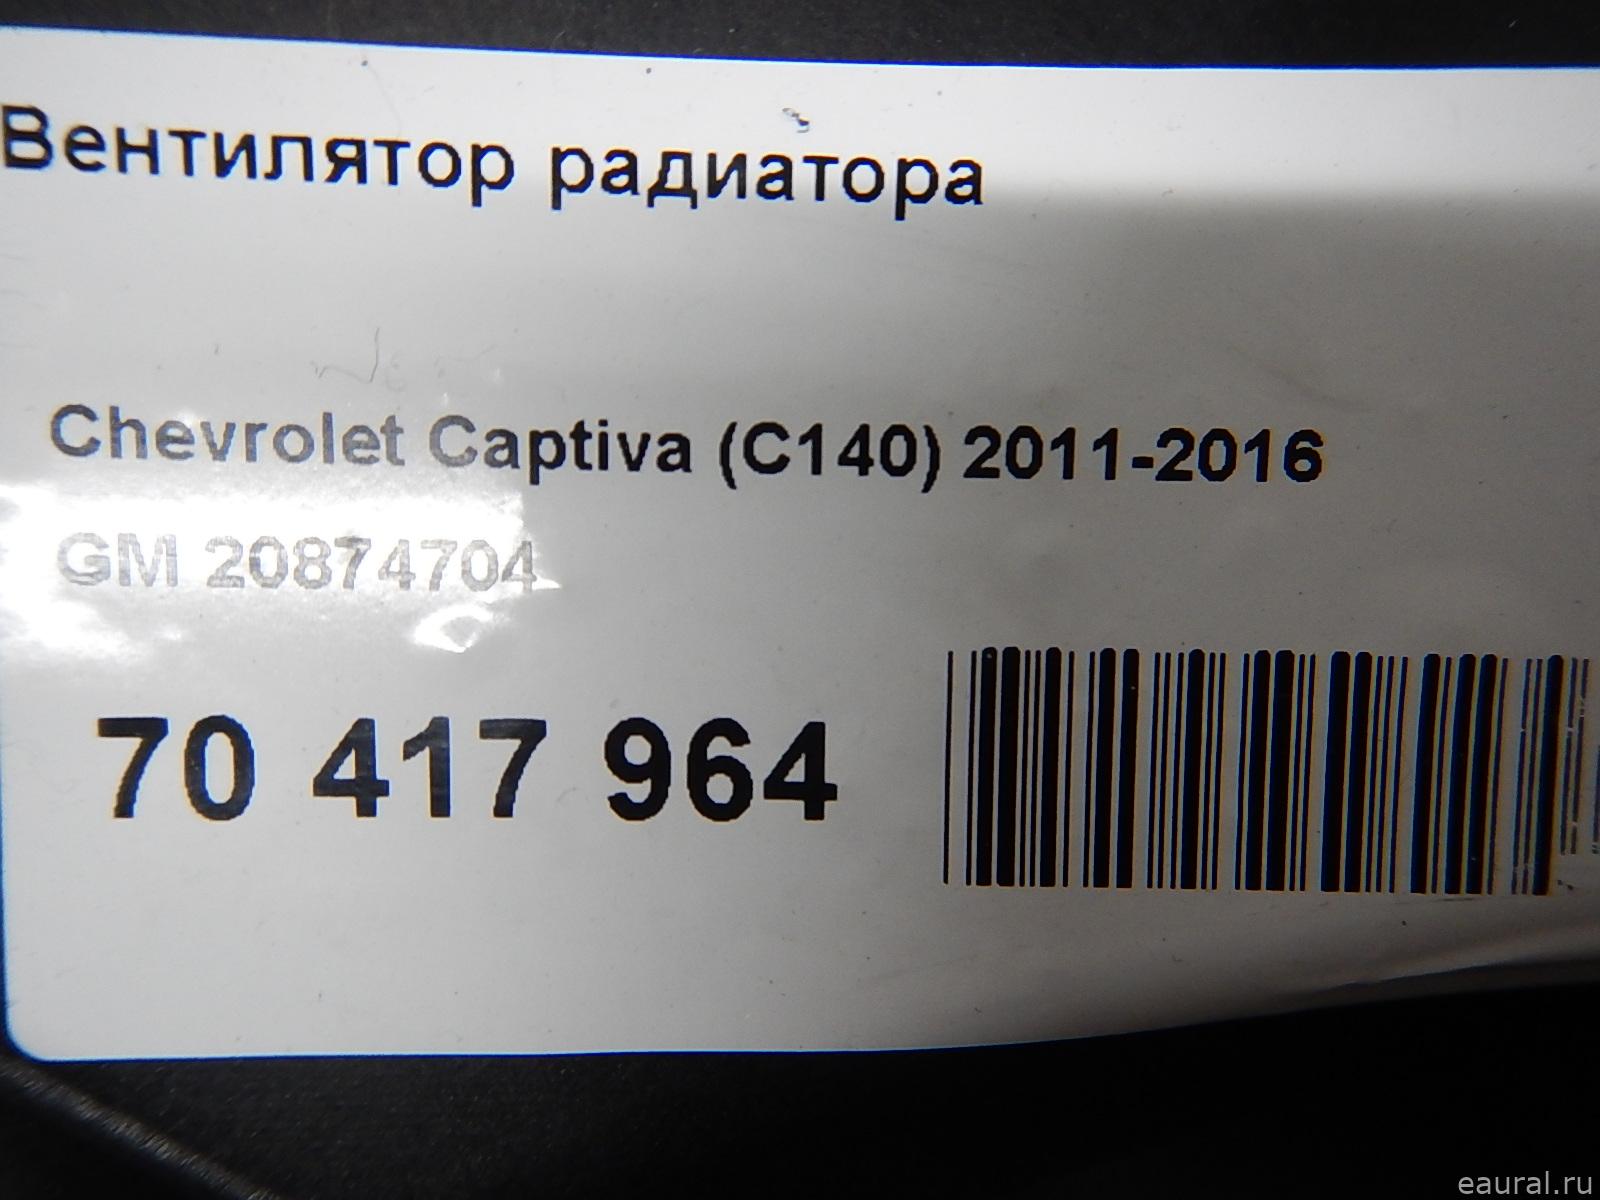 Вентилятор радиатора
Chevrolet Captiva (C140) 2011-2016
GM 20874704
70 417 964
eaural.ru